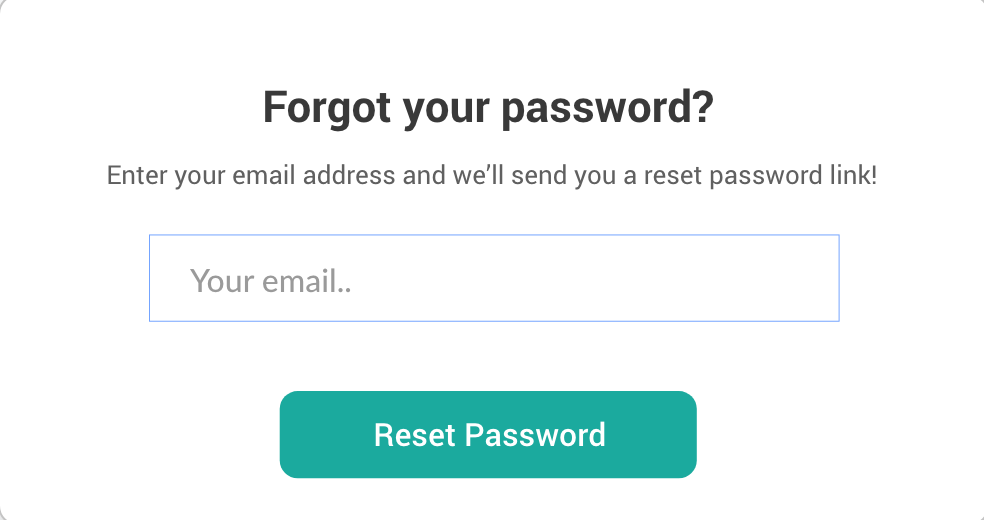 Forgot your password?
Enter your email address and we’ll send you a reset password link!
Your email..
Reset Password